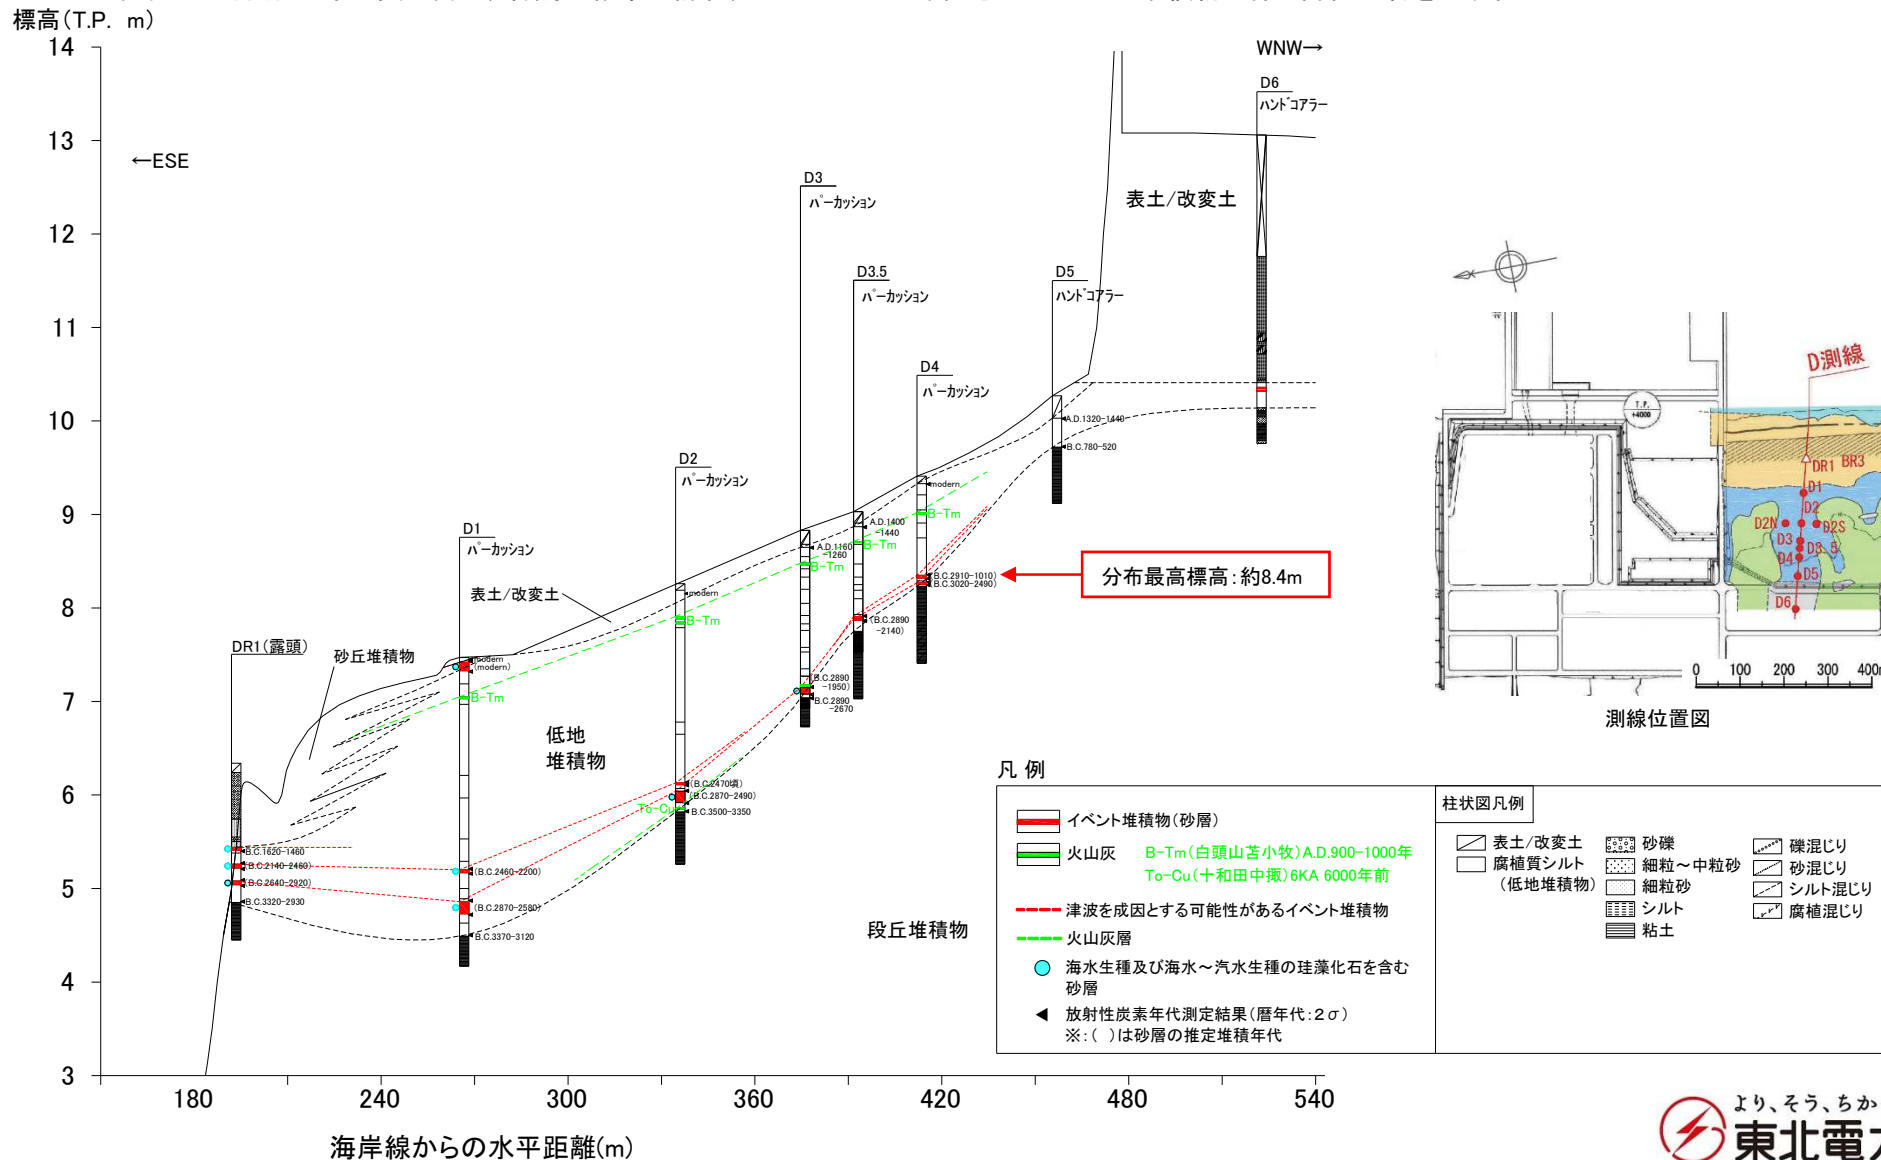 標高(T.P. m)
14
13
12
11
10
9
8
7
6
5
4
3
180
240
300
360
420
480
540
海岸線からの水平距離(m)
←ESE
WNW→
DR1(露頭)
砂丘堆積物
B.C.1620-1460
(B.C.2140-2460)
(B.C.2640-2920)
B.C.3320-2930
D1
パーカッション
modern
(modern)
B-Tm
(B.C.2460-2200)
(B.C.2870-2580)
B.C.3370-3120
表土/改変土
低地
堆積物
D2
パーカッション
modern
B-Tm
(B.C.2470頃)
(B.C.2870-2490)
To-Cu
B.C.3500-3350
D3
パーカッション
A.D.1160
-1260
B-Tm
(B.C.2890
-1950)
B.C.2890
-2670
D3.5
パーカッション
A.D.1400
-1440
B-Tm
(B.C.2890
-2140)
D4
パーカッション
modern
B-Tm
(B.C.2910-1010)
(B.C.3020-2490)
D5
ハンドコアラー
A.D.1320-1440
B.C.780-520
D6
ハンドコアラー
表土/改変土
分布最高標高:約8.4m
段丘堆積物
凡 例
イベント堆積物(砂層)
火山灰
B-Tm(白頭山苫小牧)A.D.900-1000年
To-Cu(十和田中掫)6KA 6000年前
津波を成因とする可能性があるイベント堆積物
火山灰層
海水生種及び海水~汽水生種の珪藻化石を含む
砂層
放射性炭素年代測定結果(暦年代:2σ)
※:( )は砂層の推定堆積年代
柱状図凡例
表土/改変土
腐植質シルト
(低地堆積物)
砂礫
細粒~中粒砂
細粒砂
シルト
粘土
礫混じり
砂混じり
シルト混じり
腐植混じり
D測線
T.P.
+4000
DR1 BR3
D1
D2
D2N
D2S
D3
D3.5
D4
D5
D6
0 100 200 300 400m
測線位置図
より、そう、ちか
東北電力